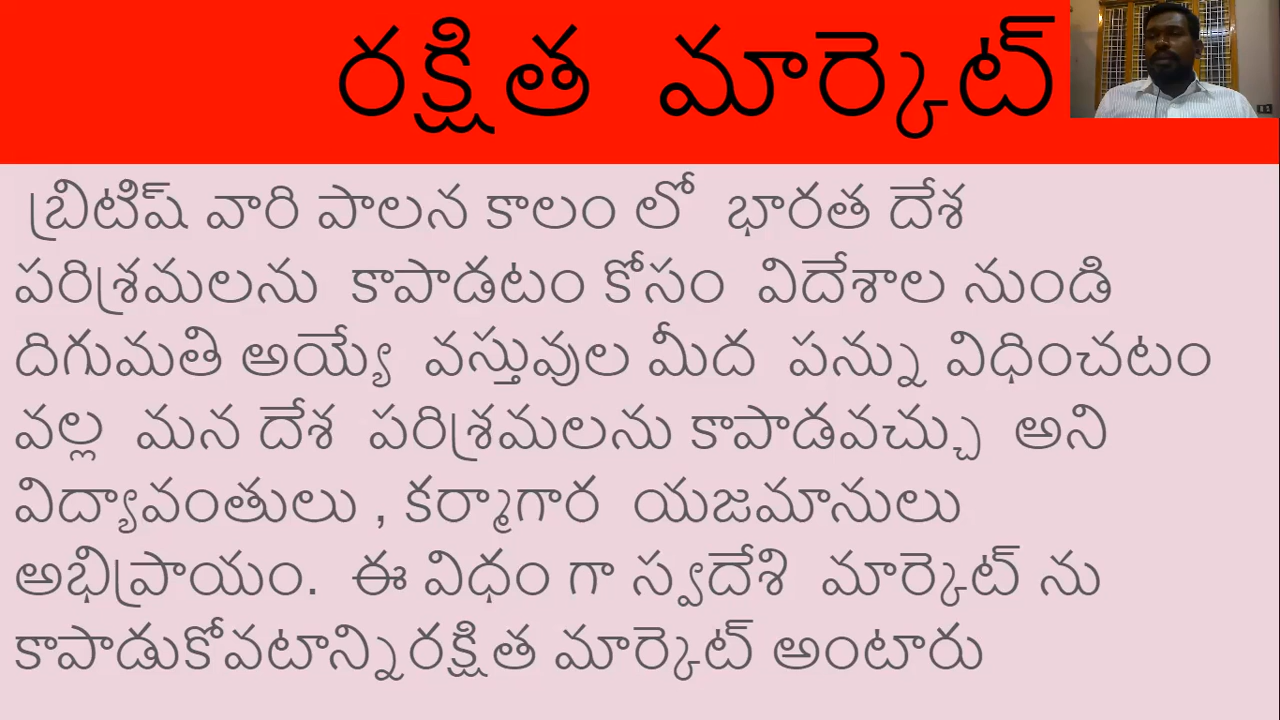 రక్షిత మార్కెట్
బ్రిటిష్ వారి పాలన కాలం లో భారత దేశ
పరిశ్రమలను కాపాడటం కోసం విదేశాల నుండి
దిగుమతి అయ్యే వస్తువుల మీద పన్ను విధించటం
వల్ల మన దేశ పరిశ్రమలను కాపాడవచ్చు అని
విద్యావంతులు , కర్మాగార యజమానులు
అభిప్రాయం. ఈ విధం గా స్వదేశి మార్కెట్ ను
కాపాడుకోవటాన్నిరక్షిత మార్కెట్ అంటారు